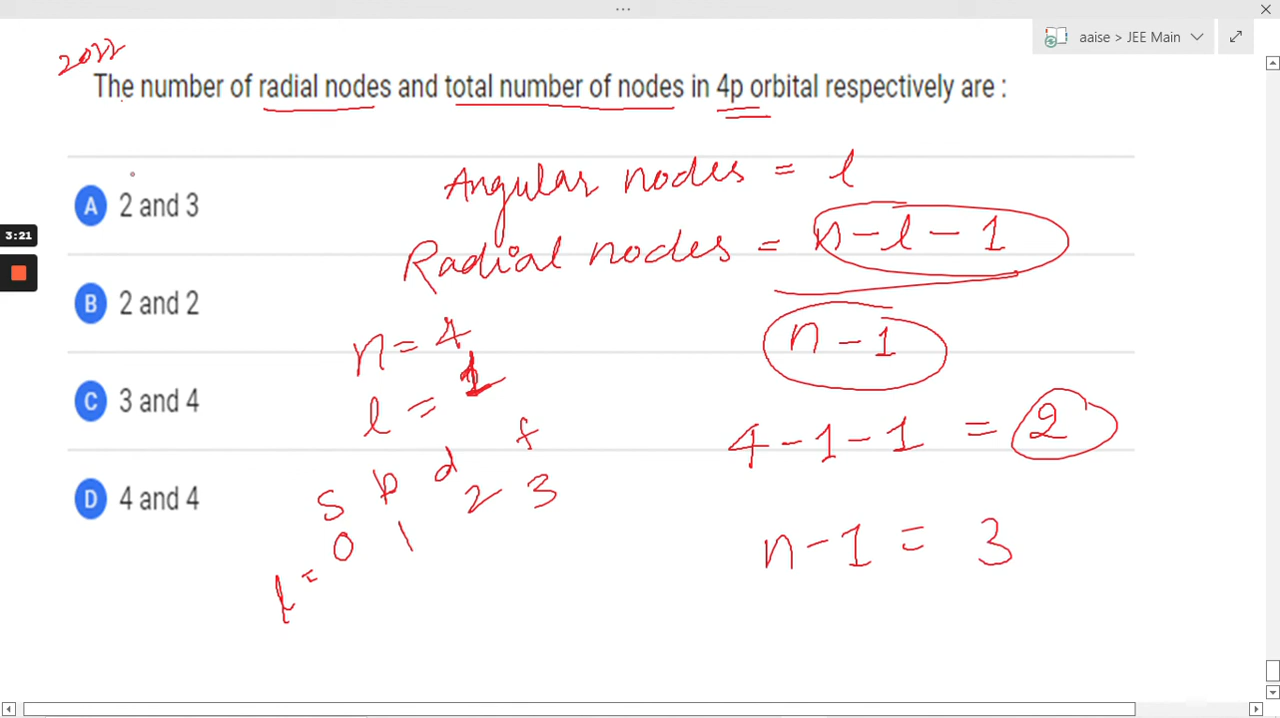 aaise > JEE Main
2022
The number of radial nodes and total number of nodes in 4p orbital respectively are :
Angular nodes = l
A 2 and 3
3:21
Radial nodes = n - l - 1
B 2 and 2
n = 4
n - 1
l = 1
C 3 and 4
4 - 1 - 1 = 2
s p d f
D 4 and 4
l = 0 1 2 3
n - 1 = 3